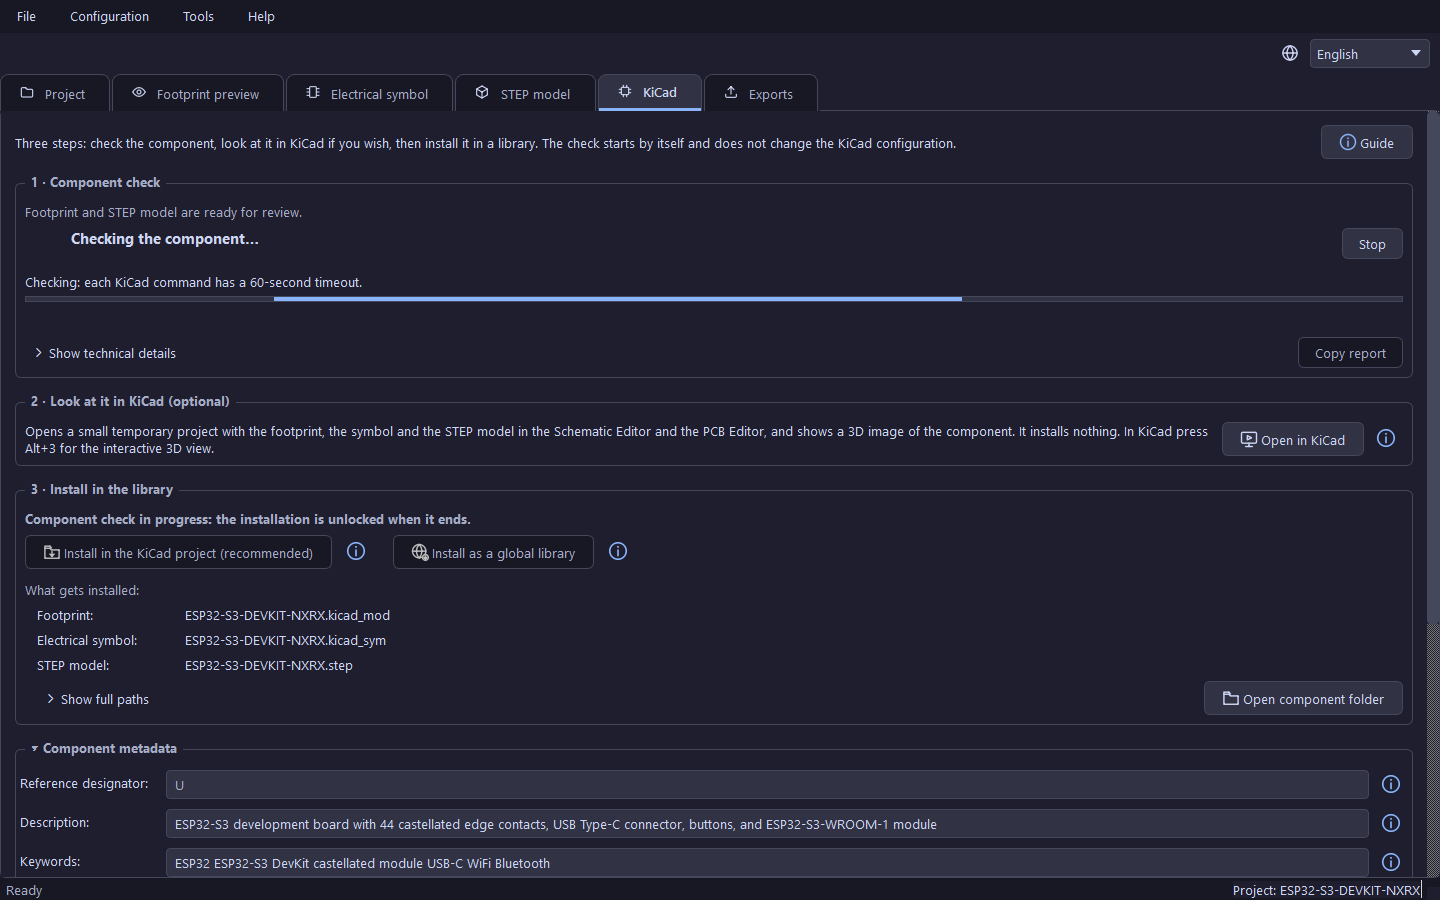 File Configuration Tools Help
English
Project Footprint preview Electrical symbol STEP model KiCad Exports
Three steps: check the component, look at it in KiCad if you wish, then install it in a library. The check starts by itself and does not change the KiCad configuration.
Guide
1 · Component check
Footprint and STEP model are ready for review.
Checking the component...
Stop
Checking: each KiCad command has a 60-second timeout.
Show technical details
Copy report
2 · Look at it in KiCad (optional)
Opens a small temporary project with the footprint, the symbol and the STEP model in the Schematic Editor and the PCB Editor, and shows a 3D image of the component. It installs nothing. In KiCad press
Alt+3 for the interactive 3D view.
Open in KiCad
3 · Install in the library
Component check in progress: the installation is unlocked when it ends.
Install in the KiCad project (recommended) Install as a global library
What gets installed:
Footprint: ESP32-S3-DEVKIT-NXRX.kicad_mod
Electrical symbol: ESP32-S3-DEVKIT-NXRX.kicad_sym
STEP model: ESP32-S3-DEVKIT-NXRX.step
Show full paths
Open component folder
Component metadata
Reference designator: U
Description: ESP32-S3 development board with 44 castellated edge contacts, USB Type-C connector, buttons, and ESP32-S3-WROOM-1 module
Keywords: ESP32 ESP32-S3 DevKit castellated module USB-C WiFi Bluetooth
Ready
Project: ESP32-S3-DEVKIT-NXRX